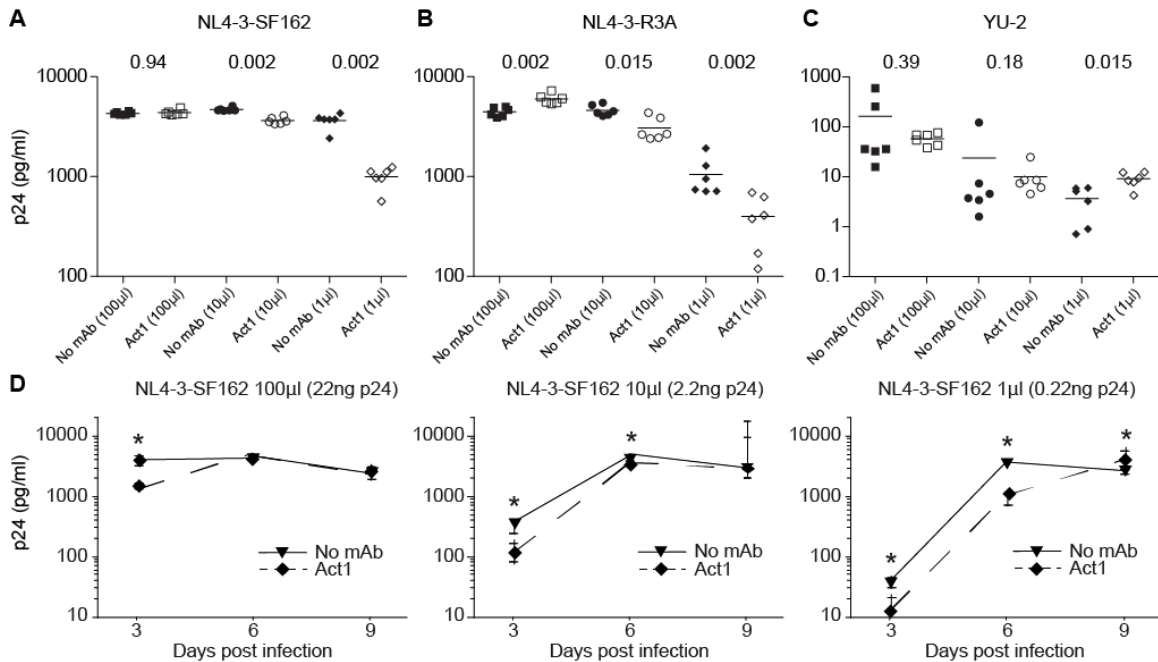 A NL4-3-SF162
0.94 0.002 0.002
p24 (pg/ml)
10000
1000
100
No mAb (100µl) Act1 (100µl) No mAb (10µl) Act1 (10µl) No mAb (1µl) Act1 (1µl)
B NL4-3-R3A
0.002 0.015 0.002
10000
1000
100
No mAb (100µl) Act1 (100µl) No mAb (10µl) Act1 (10µl) No mAb (1µl) Act1 (1µl)
C YU-2
0.39 0.18 0.015
1000
100
10
1
0.1
No mAb (100µl) Act1 (100µl) No mAb (10µl) Act1 (10µl) No mAb (1µl) Act1 (1µl)
D NL4-3-SF162 100µl (22ng p24)
p24 (pg/ml)
10000
1000
100
10
*
No mAb
Act1
3 6 9
Days post infection
NL4-3-SF162 10µl (2.2ng p24)
10000
1000
100
10
* *
No mAb
Act1
3 6 9
Days post infection
NL4-3-SF162 1µl (0.22ng p24)
10000
1000
100
10
* * *
No mAb
Act1
3 6 9
Days post infection